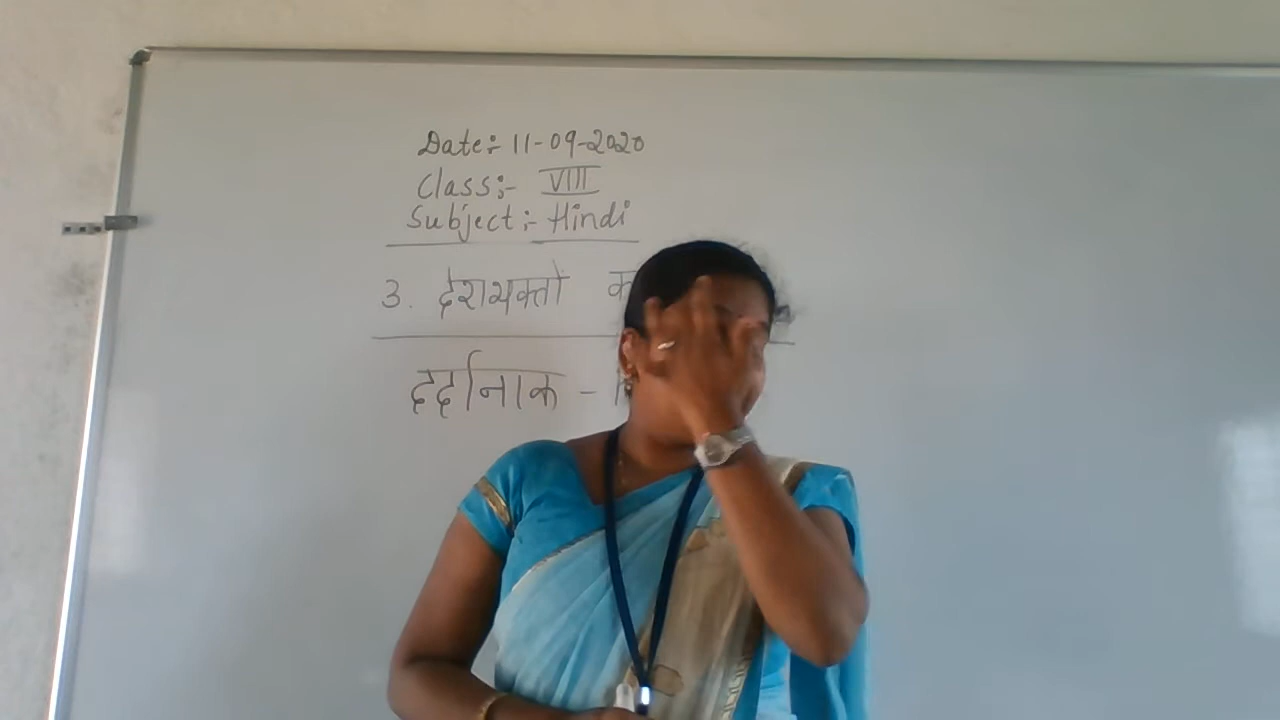 Date:- 11-09-2020
Class:- VIII
Subject:- Hindi
3. देशभक्तों
दर्दनाक -